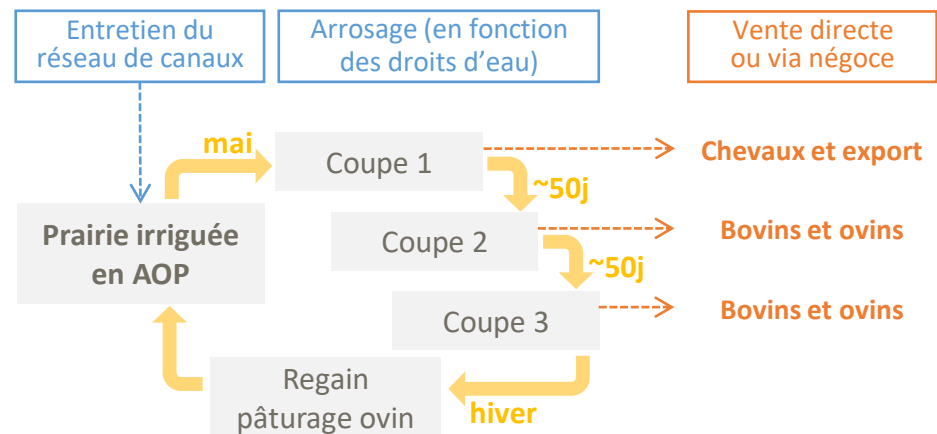 Entretien du
réseau de canaux
Arrosage (en fonction
des droits d’eau)
Vente directe
ou via négoce
mai
Coupe 1
Chevaux et export
~50j
Prairie irriguée
en AOP
Coupe 2
Bovins et ovins
~50j
Coupe 3
Bovins et ovins
Regain
pâturage ovin
hiver